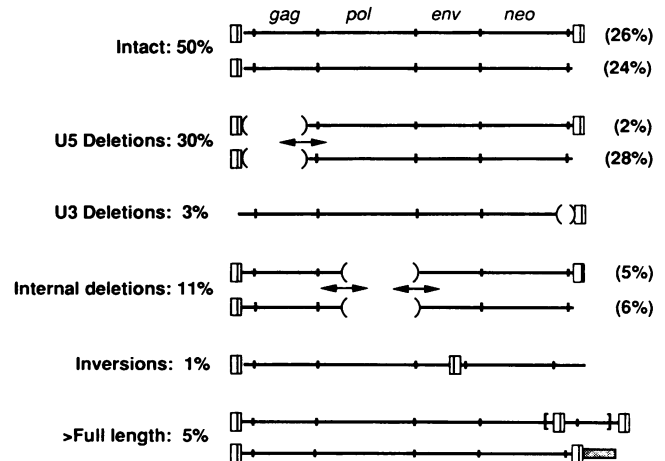 gag pol env neo
Intact: 50% (26%)
(24%)
U5 Deletions: 30% (2%)
(28%)
U3 Deletions: 3%
Internal deletions: 11% (5%)
(6%)
Inversions: 1%
>Full length: 5%